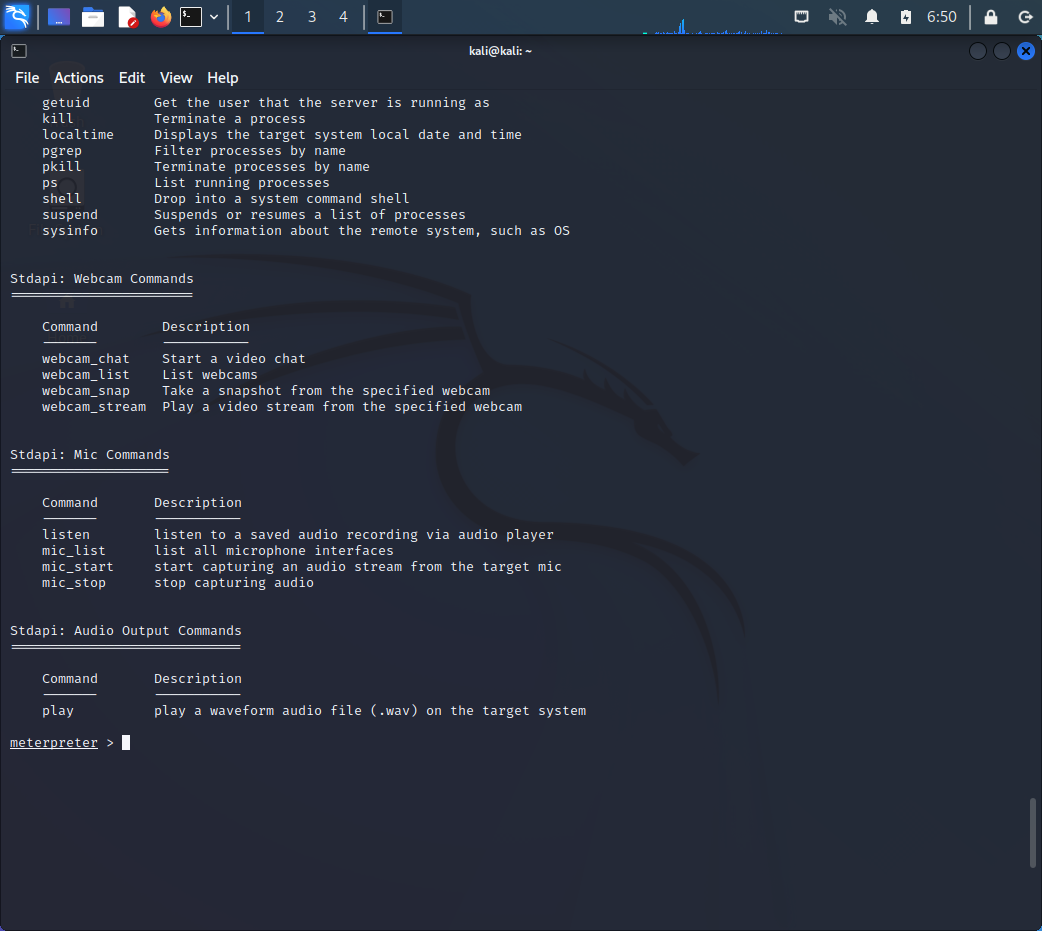 1 2 3 4 6:50
kali@kali: ~
File Actions Edit View Help
getuid Get the user that the server is running as
kill Terminate a process
localtime Displays the target system local date and time
pgrep Filter processes by name
pkill Terminate processes by name
ps List running processes
shell Drop into a system command shell
suspend Suspends or resumes a list of processes
sysinfo Gets information about the remote system, such as OS
Stdapi: Webcam Commands
Command Description
webcam_chat Start a video chat
webcam_list List webcams
webcam_snap Take a snapshot from the specified webcam
webcam_stream Play a video stream from the specified webcam
Stdapi: Mic Commands
Command Description
listen listen to a saved audio recording via audio player
mic_list list all microphone interfaces
mic_start start capturing an audio stream from the target mic
mic_stop stop capturing audio
Stdapi: Audio Output Commands
Command Description
play play a waveform audio file (.wav) on the target system
meterpreter >